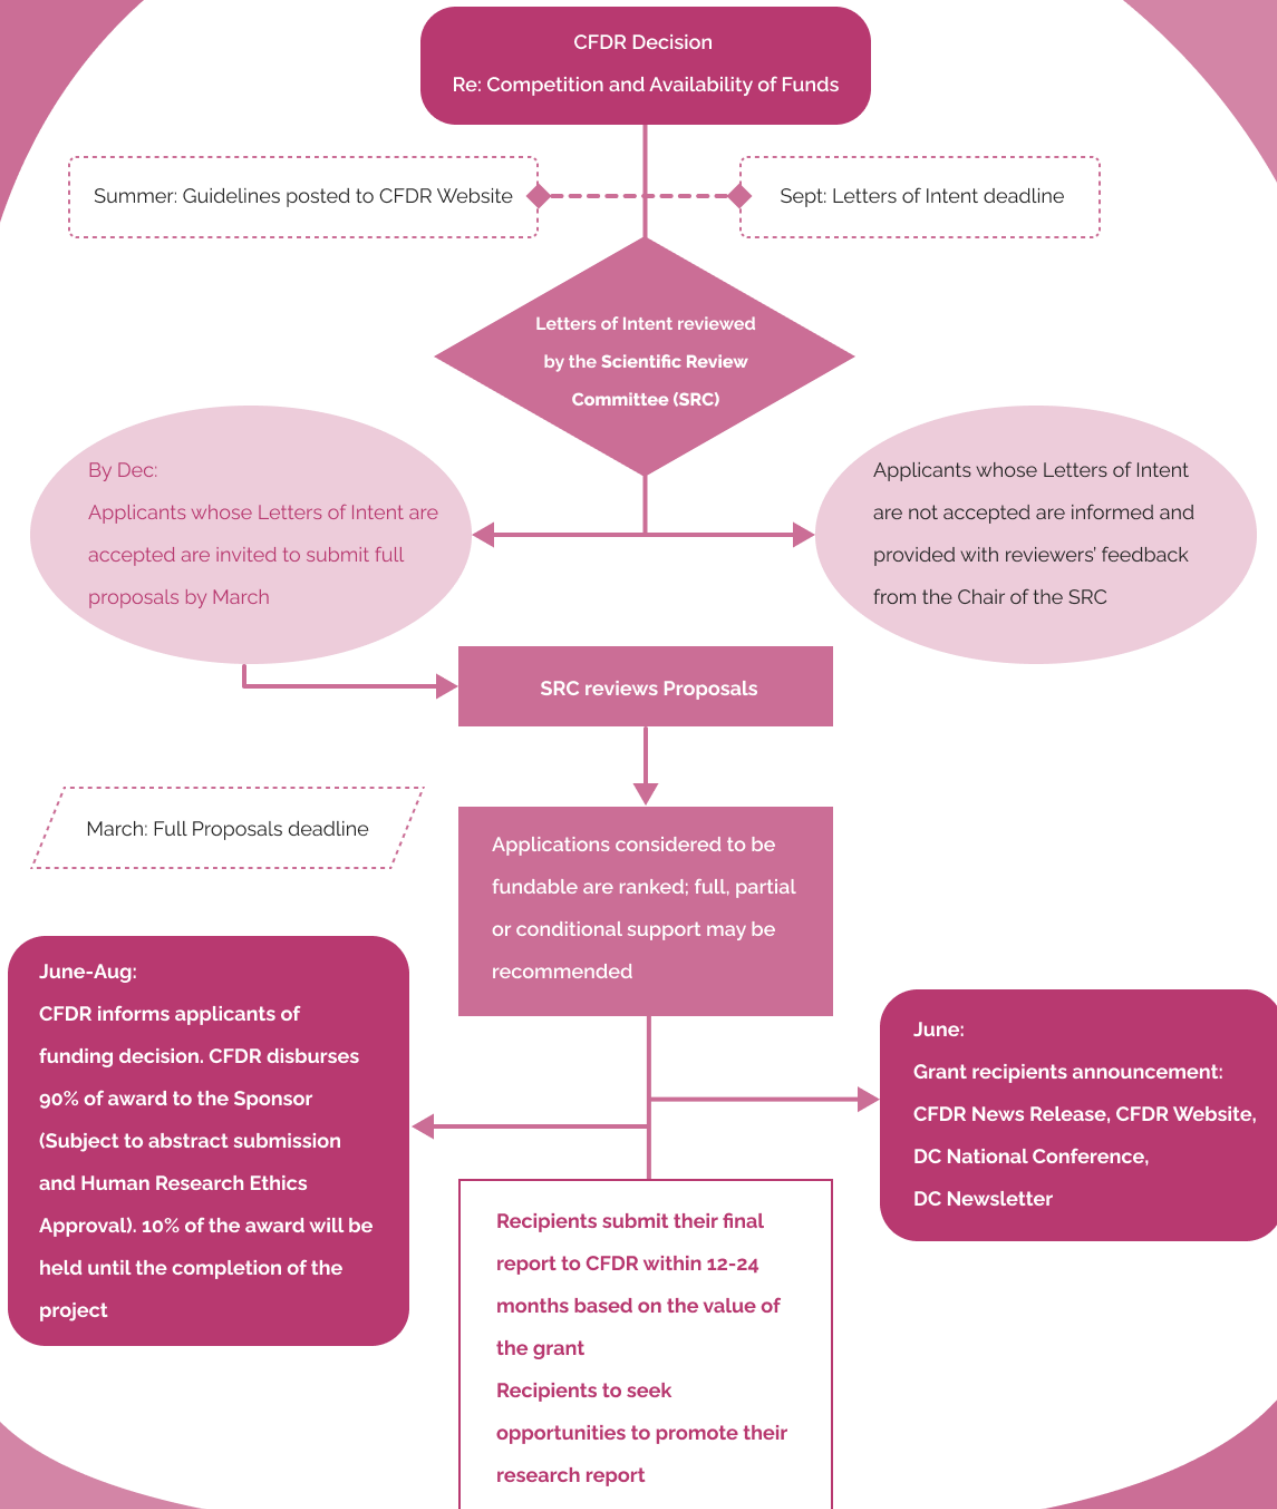 CFDR Decision
Re: Competition and Availability of Funds
Summer: Guidelines posted to CFDR Website
Sept: Letters of Intent deadline
Letters of Intent reviewed
by the Scientific Review
Committee (SRC)
By Dec:
Applicants whose Letters of Intent are
accepted are invited to submit full
proposals by March
Applicants whose Letters of Intent
are not accepted are informed and
provided with reviewers’ feedback
from the Chair of the SRC
SRC reviews Proposals
March: Full Proposals deadline
Applications considered to be
fundable are ranked; full, partial
or conditional support may be
recommended
June-Aug:
CFDR informs applicants of
funding decision. CFDR disburses
90% of award to the Sponsor
(Subject to abstract submission
and Human Research Ethics
Approval). 10% of the award will be
held until the completion of the
project
June:
Grant recipients announcement:
CFDR News Release, CFDR Website,
DC National Conference,
DC Newsletter
Recipients submit their final
report to CFDR within 12-24
months based on the value of
the grant
Recipients to seek
opportunities to promote their
research report